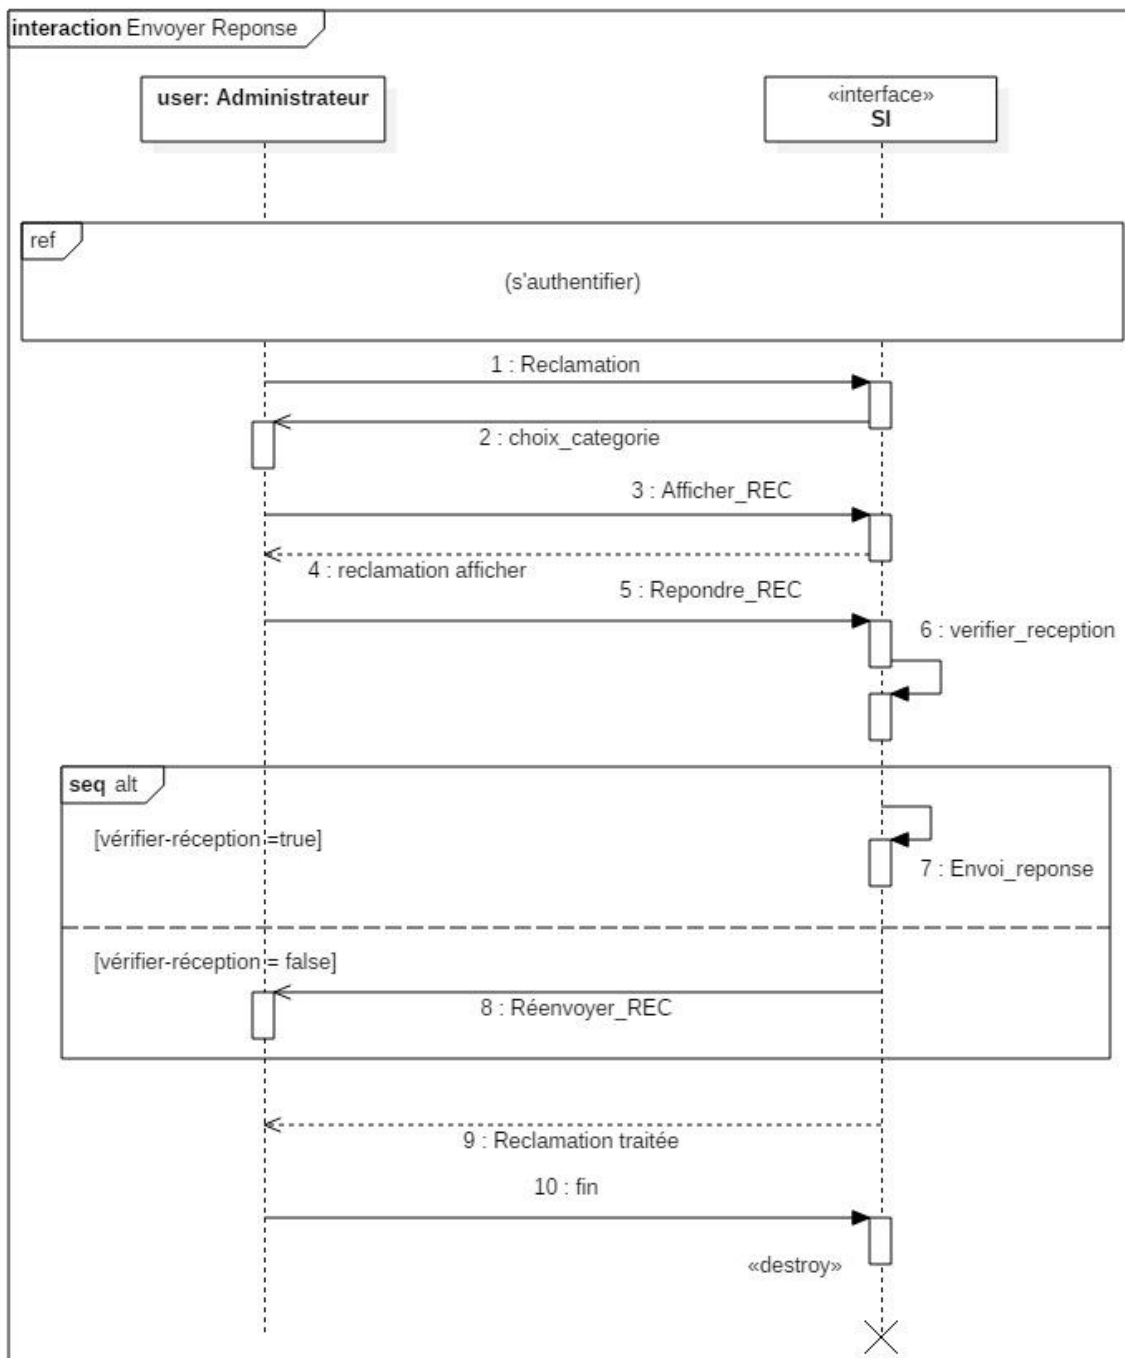 interaction Envoyer Reponse
user: Administrateur
«interface»
SI
ref
(s'authentifier)
1 : Reclamation
2 : choix_categorie
3 : Afficher_REC
4 : reclamation afficher
5 : Repondre_REC
6 : verifier_reception
seq alt
[vérifier-réception =true]
7 : Envoi_reponse
[vérifier-réception = false]
8 : Réenvoyer_REC
9 : Reclamation traitée
10 : fin
«destroy»